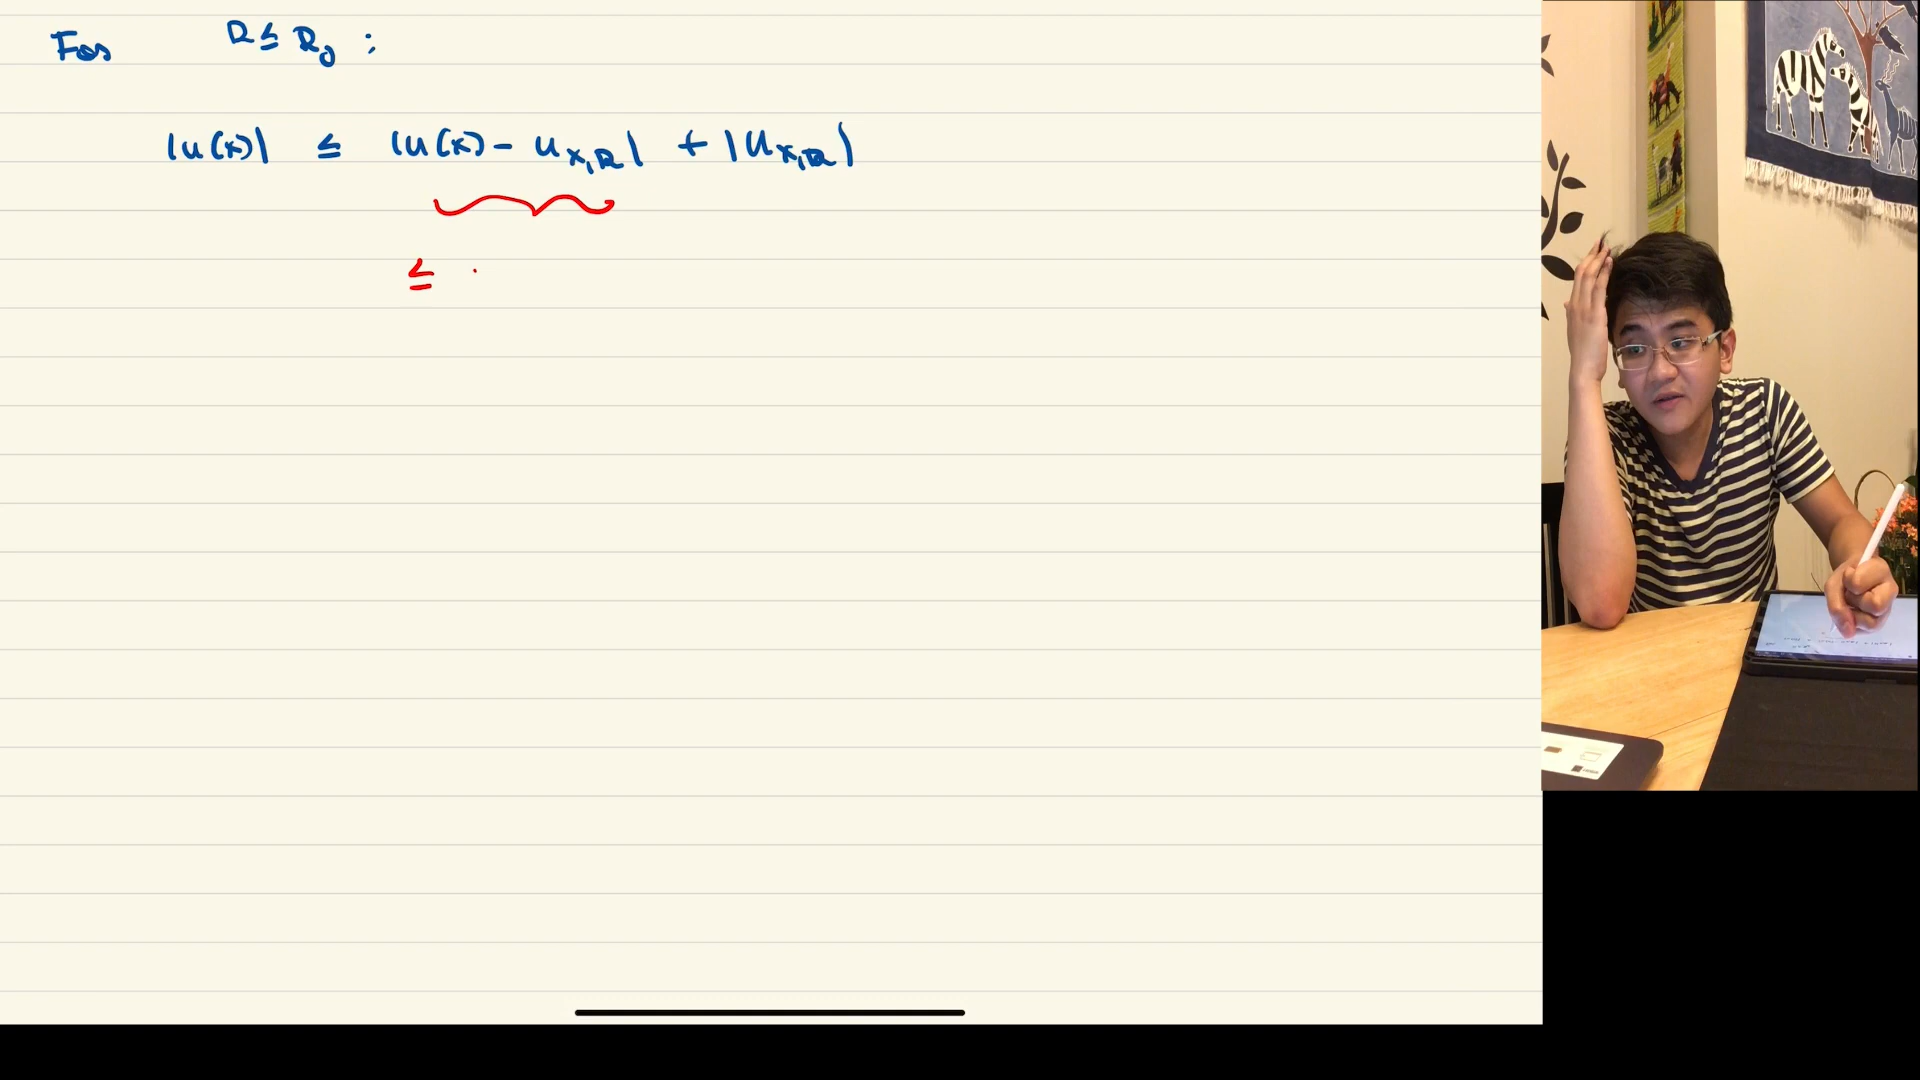 For R ≤ R₀ :
|u(x)| ≤ |u(x) - u_{x,R}| + |u_{x,R}|
≤ .